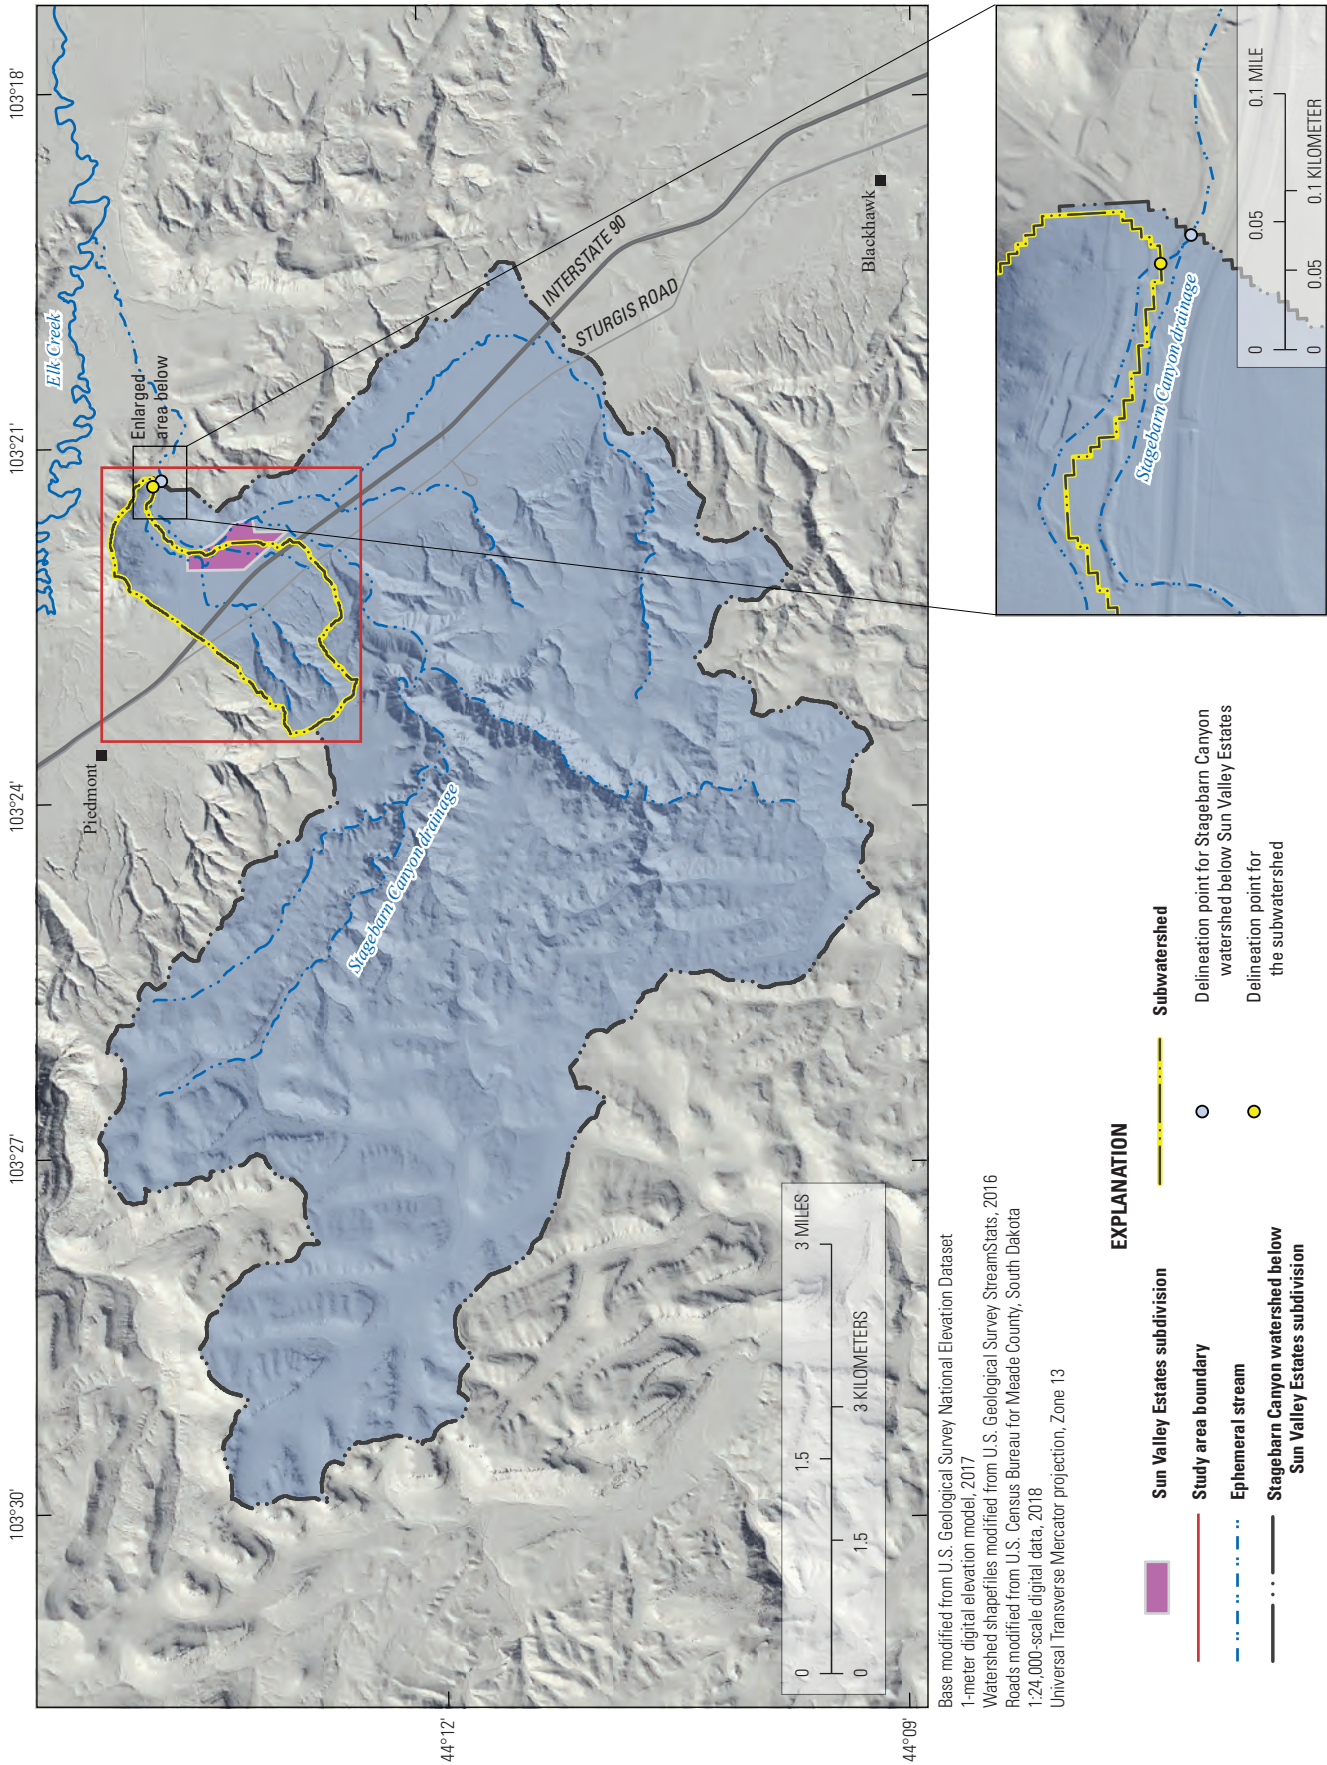 103°30'
103°27'
103°24'
103°21'
103°18'
44°12'
44°09'
Elk Creek
Piedmont
Enlarged
area below
INTERSTATE 90
STURGIS ROAD
Blackhawk
Stagebarn Canyon drainage
0 1.5 3 MILES
0 1.5 3 KILOMETERS
Stagebarn Canyon drainage
0 0.05 0.1 MILE
0 0.05 0.1 KILOMETER
Base modified from U.S. Geological Survey National Elevation Dataset
1-meter digital elevation model, 2017
Watershed shapefiles modified from U.S. Geological Survey StreamStats, 2016
Roads modified from U.S. Census Bureau for Meade County, South Dakota
1:24,000-scale digital data, 2018
Universal Transverse Mercator projection, Zone 13
EXPLANATION
Sun Valley Estates subdivision
Study area boundary
Ephemeral stream
Stagebarn Canyon watershed below
Sun Valley Estates subdivision
Subwatershed
Delineation point for Stagebarn Canyon
watershed below Sun Valley Estates
Delineation point for
the subwatershed